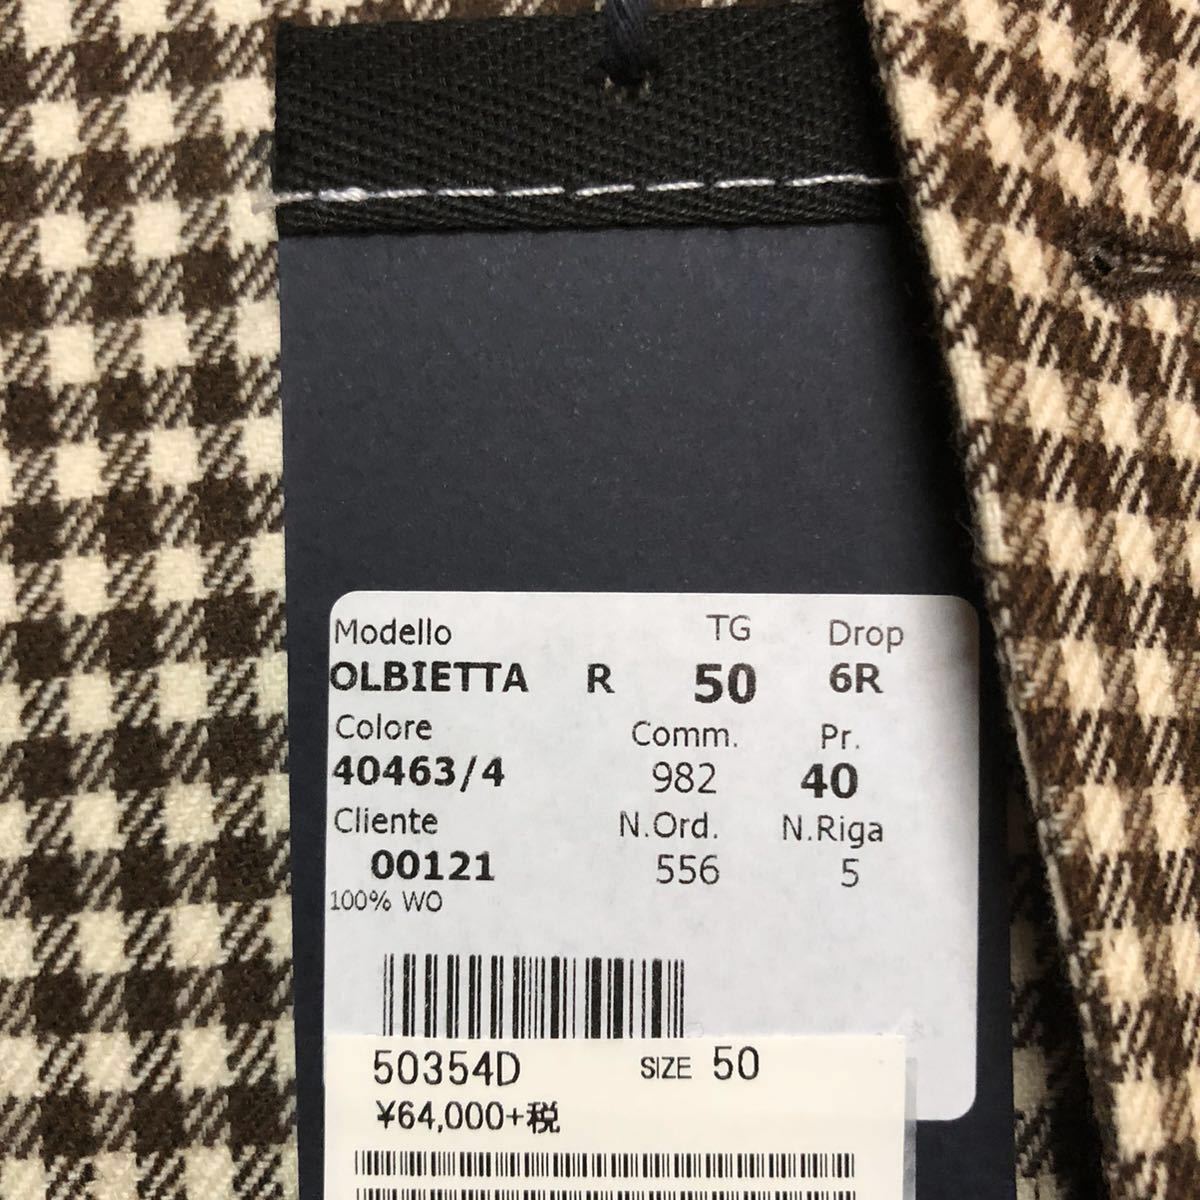 Modello TG Drop
OLBIETTA R 50 6R
Colore Comm. Pr.
40463/4 982 40
Cliente N.Ord. N.Riga
00121 556 5
100% WO
50354D SIZE 50
¥64,000+税